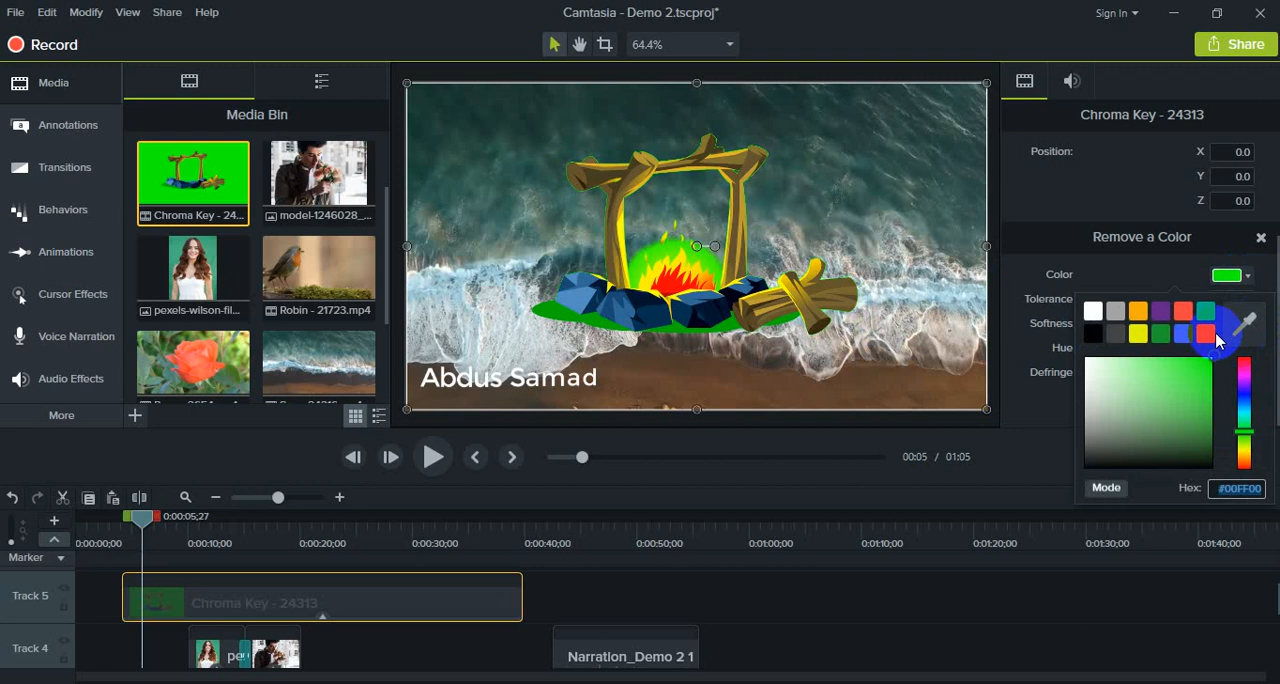 File Edit Modify View Share Help
Camtasia - Demo 2.tscproj*
Sign In
Record
64.4%
Share
Media
Annotations
Transitions
Behaviors
Animations
Cursor Effects
Voice Narration
Audio Effects
More
Media Bin
Chroma Key - 24...
model-1246028_...
pexels-wilson-fil...
Robin - 21723.mp4
Abdus Samad
Chroma Key - 24313
Position:
X 0.0
Y 0.0
Z 0.0
Remove a Color
Color
Tolerance
Softness
Hue
Defringe
Mode
Hex: #00FF00
00:05 / 01:05
0:00:05;27
0:00:00;00 0:00:10;00 0:00:20;00 0:00:30;00 0:00:40;00 0:00:50;00 0:01:00;00 0:01:10;00 0:01:20;00 0:01:30;00 0:01:40;00
Marker
Track 5
Chroma Key - 24313
Track 4
Narration_Demo 2 1